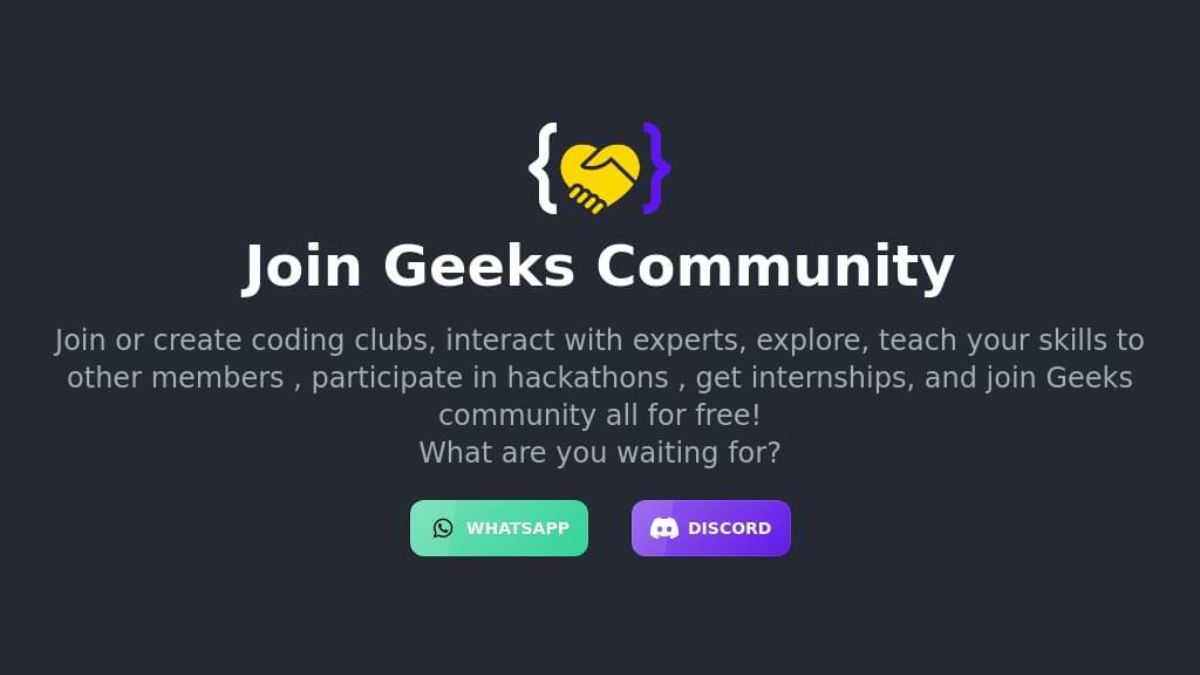 Join Geeks Community
Join or create coding clubs, interact with experts, explore, teach your skills to
other members , participate in hackathons , get internships, and join Geeks
community all for free!
What are you waiting for?
WHATSAPP
DISCORD